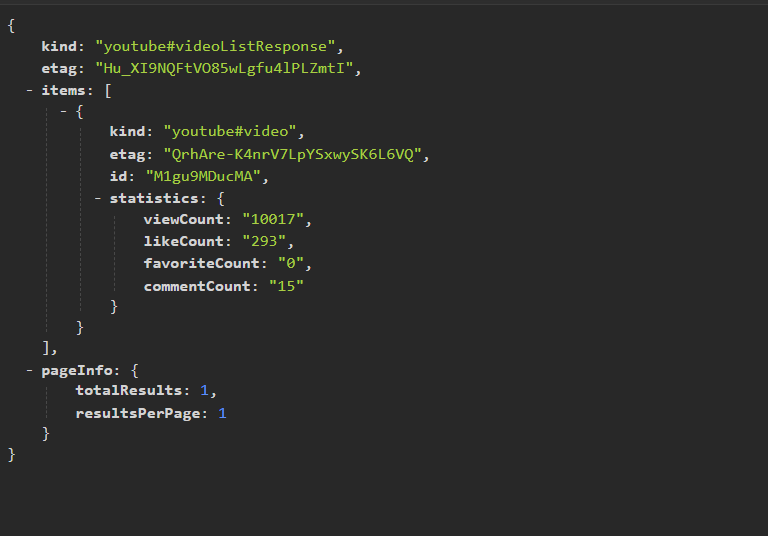 {
kind: "youtube#videoListResponse",
etag: "Hu_XI9NQFtVO85wLgfu4lPLZmtI",
- items: [
- {
kind: "youtube#video",
etag: "QrhAre-K4nrV7LpYSxwySK6L6VQ",
id: "M1gu9MDucMA",
- statistics: {
viewCount: "10017",
likeCount: "293",
favoriteCount: "0",
commentCount: "15"
}
}
],
- pageInfo: {
totalResults: 1,
resultsPerPage: 1
}
}